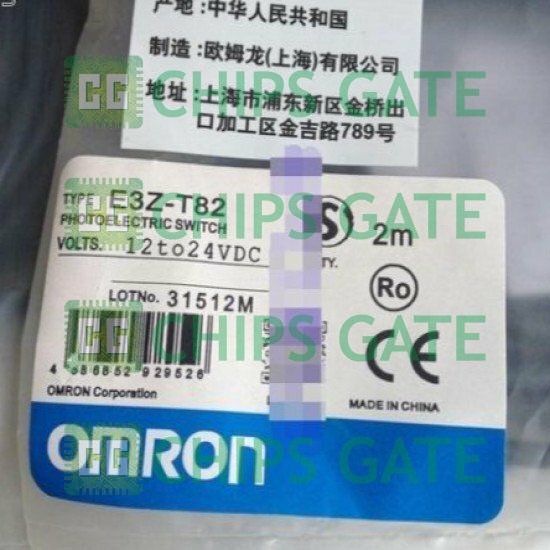 产地:中华人民共和国
制造:欧姆龙(上海)有限公司
地址:上海市浦东新区金桥出
口加工区金吉路789号
CHIPS GATE
CHIPS GATE
TYPE E3Z-T82
PHOTOELECTRIC SWITCH
VOLTS. 12to24VDC
S 2m
TY.
LOTNo. 31512M
Ro
CHIPS GATE
CE
929526
OMRON Corporation
MADE IN CHINA
OMRON
CHIPS GATE